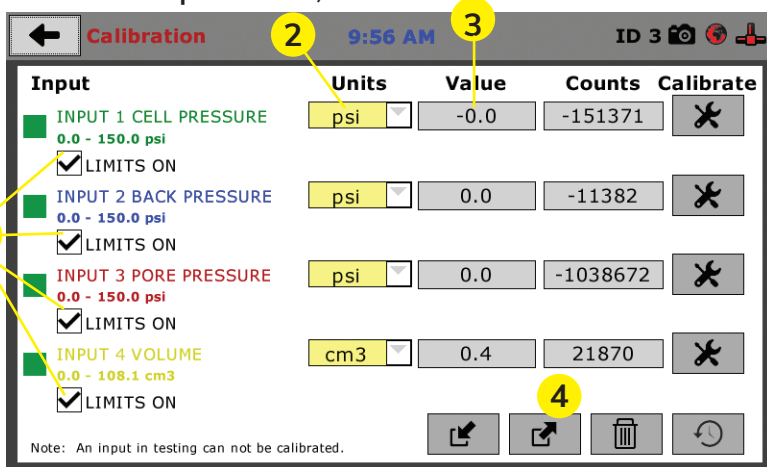 Calibration 2 9:56 AM 3 ID 3
Input Units Value Counts Calibrate
INPUT 1 CELL PRESSURE psi -0.0 -151371
0.0 - 150.0 psi
LIMITS ON
INPUT 2 BACK PRESSURE psi 0.0 -11382
0.0 - 150.0 psi
LIMITS ON
INPUT 3 PORE PRESSURE psi 0.0 -1038672
0.0 - 150.0 psi
LIMITS ON
INPUT 4 VOLUME cm3 0.4 21870
0.0 - 108.1 cm3
LIMITS ON
4
Note: An input in testing can not be calibrated.